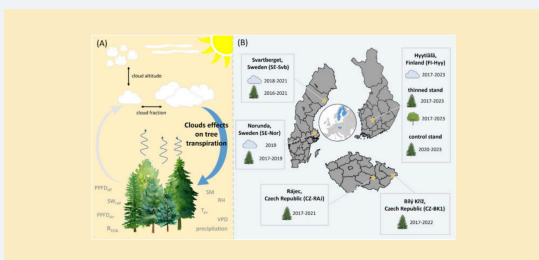 (A)
cloud altitude
cloud fraction
Clouds effects
on tree
transpiration
PPFDdif
SWrad
PPFDdir
RTOA
SM
RH
VPD
precipitation
(B)
Svartberget,
Sweden (SE-Svb)
2018-2021
2016-2021
Norunda,
Sweden (SE-Nor)
2019
2017-2019
Hyytiälä,
Finland (FI-Hyy)
2017-2023
thinned stand
2017-2023
2017-2023
control stand
2020-2023
Rájec,
Czech Republic (CZ-RAJ)
2017-2021
Bílý Kříž,
Czech Republic (CZ-BK1)
2017-2022